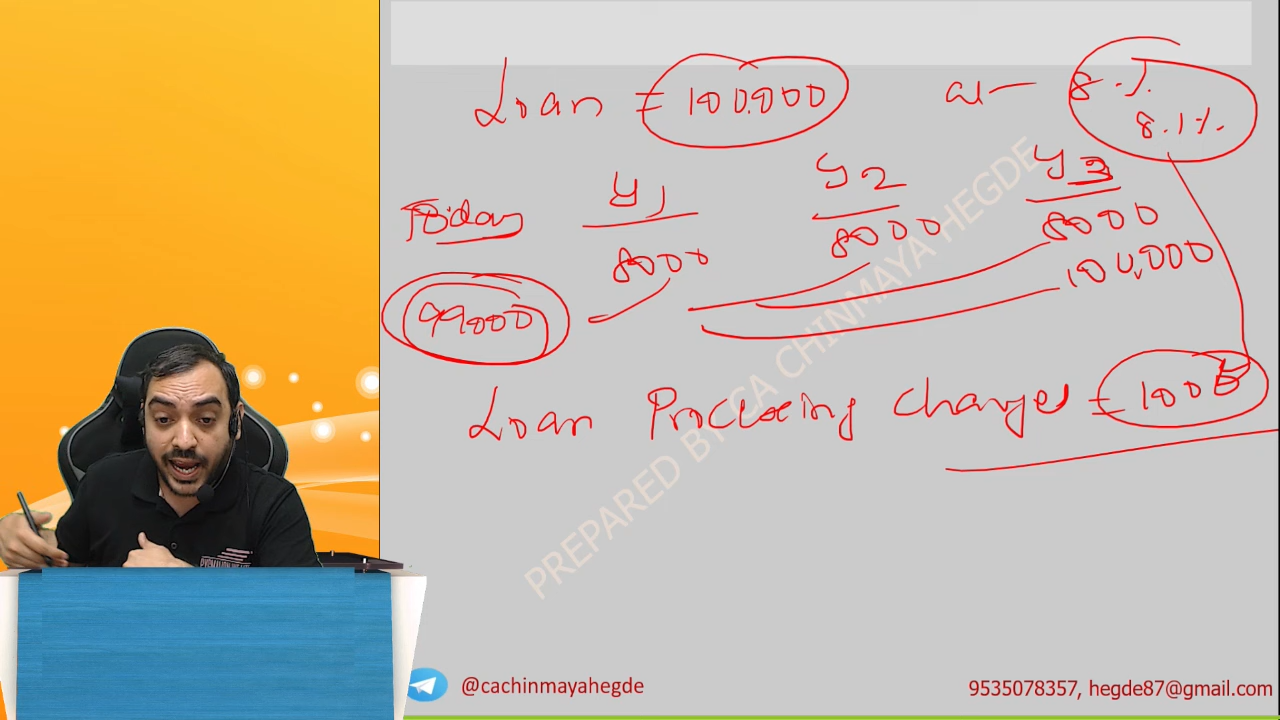 Loan = 100,000 at 8%
8.1%
Today Y1 Y2 Y3
8000 8000 8000
100,000
99000
Loan Processing Charges = 1000
PREPARED BY CA CHINMAYA HEGDE
@cachinmayahegde
9535078357, hegde87@gmail.com